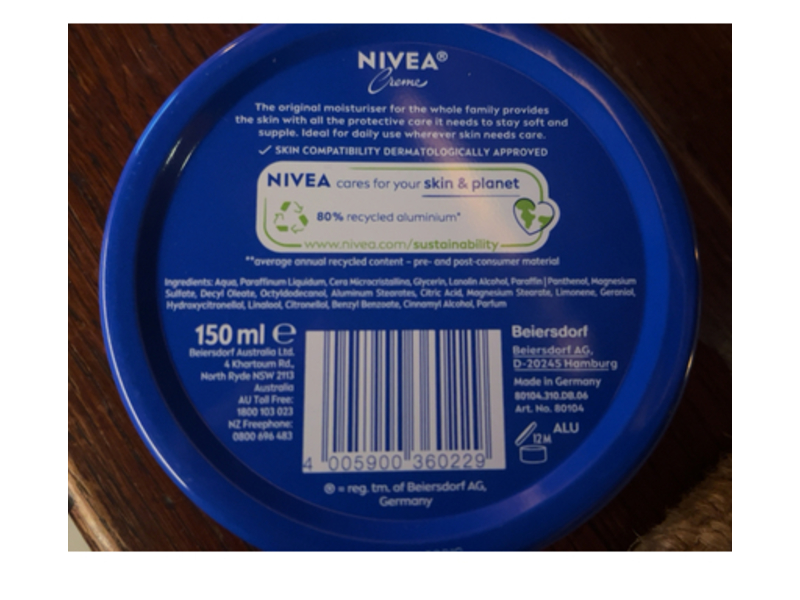 NIVEA®
Creme
The original moisturiser for the whole family provides
the skin with all the protective care it needs to stay soft and
supple. Ideal for daily use wherever skin needs care.
✓ SKIN COMPATIBILITY DERMATOLOGICALLY APPROVED
NIVEA cares for your skin & planet
80% recycled aluminium*
www.nivea.com/sustainability
**average annual recycled content – pre- and post-consumer material
Ingredients: Aqua, Paraffinum Liquidum, Cera Microcristallina, Glycerin, Lanolin Alcohol, Paraffin | Panthenol, Magnesium
Sulfate, Decyl Oleate, Octyldodecanol, Aluminum Stearates, Citric Acid, Magnesium Stearate, Limonene, Geraniol,
Hydroxycitronellal, Linalool, Citronellol, Benzyl Benzoate, Cinnamyl Alcohol, Parfum
150 ml ℮
Beiersdorf Australia Ltd.
4 Khartoum Rd.,
North Ryde NSW 2113
Australia
AU Toll Free:
1800 103 023
NZ Freephone:
0800 696 483
4 005900 360229
Beiersdorf
Beiersdorf AG,
D-20245 Hamburg
Made in Germany
80104.310.DB.06
Art. No. 80104
12M
ALU
® = reg. tm. of Beiersdorf AG,
Germany